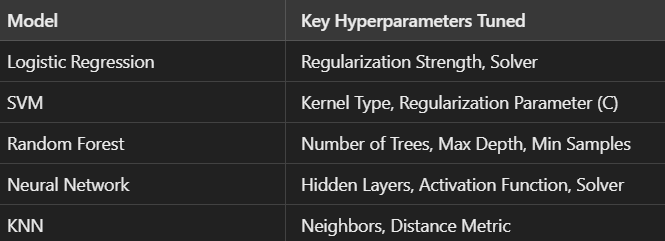 Model Key Hyperparameters Tuned
Logistic Regression Regularization Strength, Solver
SVM Kernel Type, Regularization Parameter (C)
Random Forest Number of Trees, Max Depth, Min Samples
Neural Network Hidden Layers, Activation Function, Solver
KNN Neighbors, Distance Metric